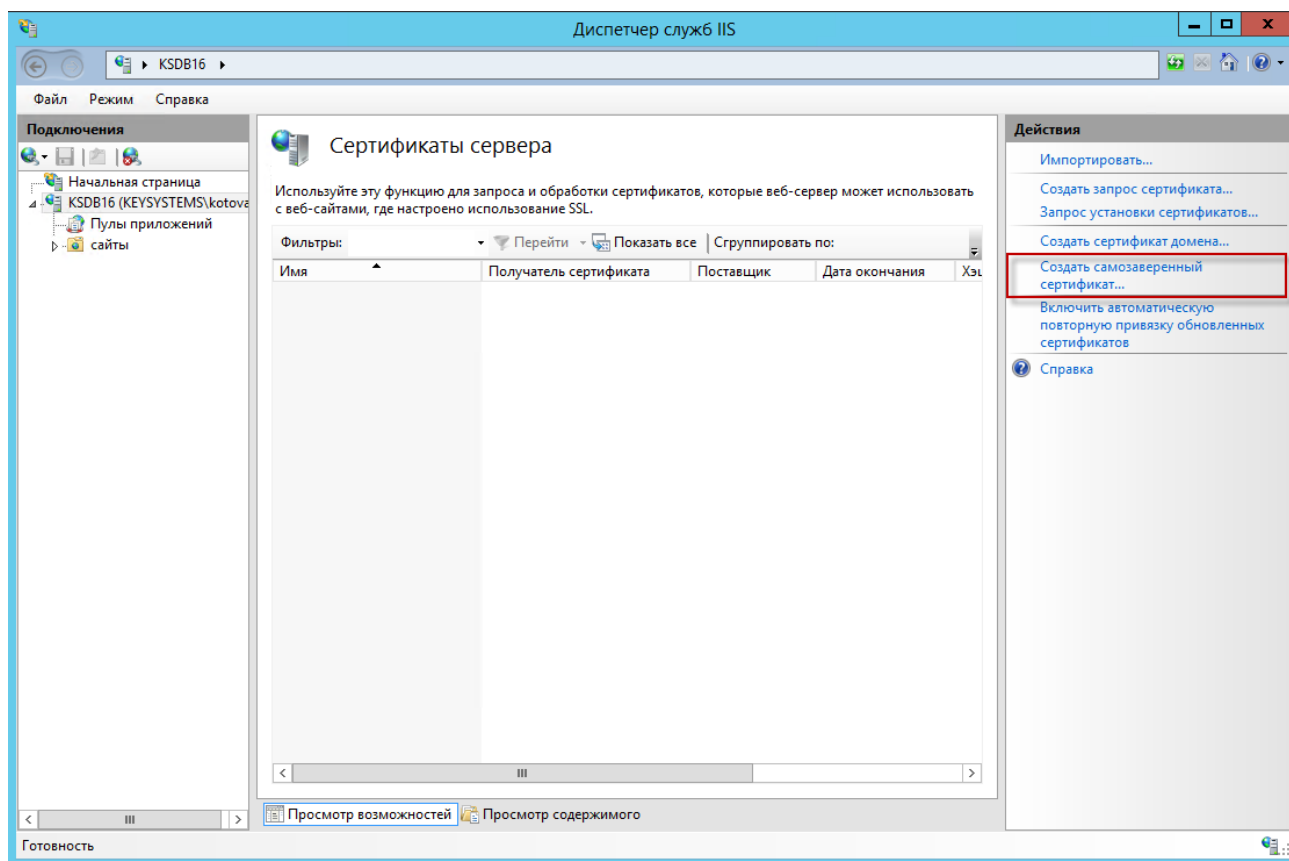 Диспетчер служб IIS
KSDB16
Файл Режим Справка
Подключения
Начальная страница
KSDB16 (KEYSYSTEMS\kotova
Пулы приложений
сайты
Сертификаты сервера
Используйте эту функцию для запроса и обработки сертификатов, которые веб-сервер может использовать
с веб-сайтами, где настроено использование SSL.
Фильтры: Перейти Показать все Сгруппировать по:
Имя Получатель сертификата Поставщик Дата окончания
Просмотр возможностей Просмотр содержимого
Действия
Импортировать...
Создать запрос сертификата...
Запрос установки сертификатов...
Создать сертификат домена...
Создать самозаверенный
сертификат...
Включить автоматическую
повторную привязку обновленных
сертификатов
Справка
Готовность